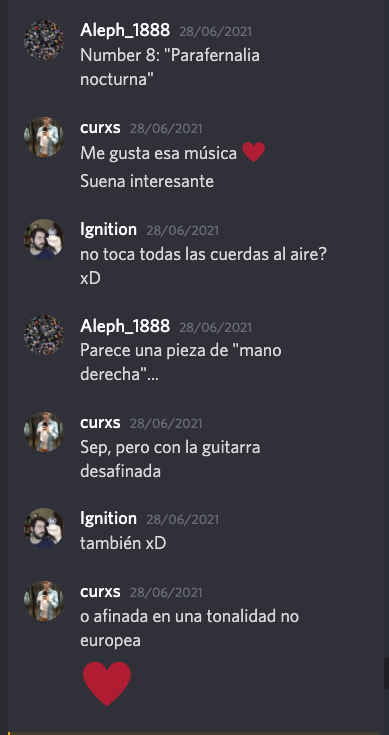 Aleph_1888 28/06/2021
Number 8: "Parafernalia
nocturna"
curxs 28/06/2021
Me gusta esa música ❤️
Suena interesante
Ignition 28/06/2021
no toca todas las cuerdas al aire?
xD
Aleph_1888 28/06/2021
Parece una pieza de "mano
derecha"...
curxs 28/06/2021
Sep, pero con la guitarra
desafinada
Ignition 28/06/2021
también xD
curxs 28/06/2021
o afinada en una tonalidad no
europea
❤️